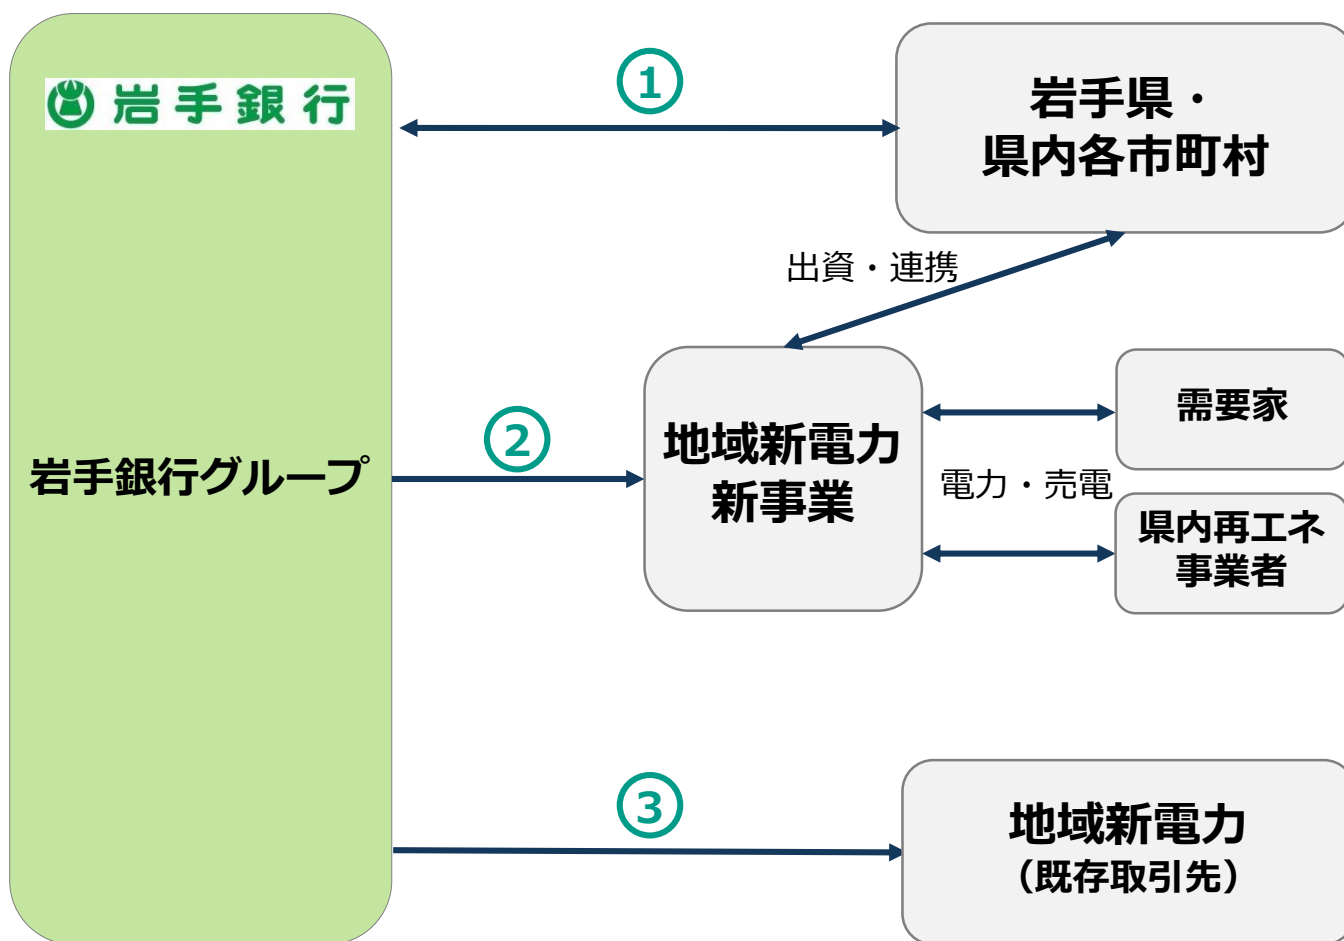 岩手銀行
①
岩手県・
県内各市町村
出資・連携
岩手銀行グループ
②
地域新電力
新事業
需要家
電力・売電
県内再エネ
事業者
③
地域新電力
（既存取引先）